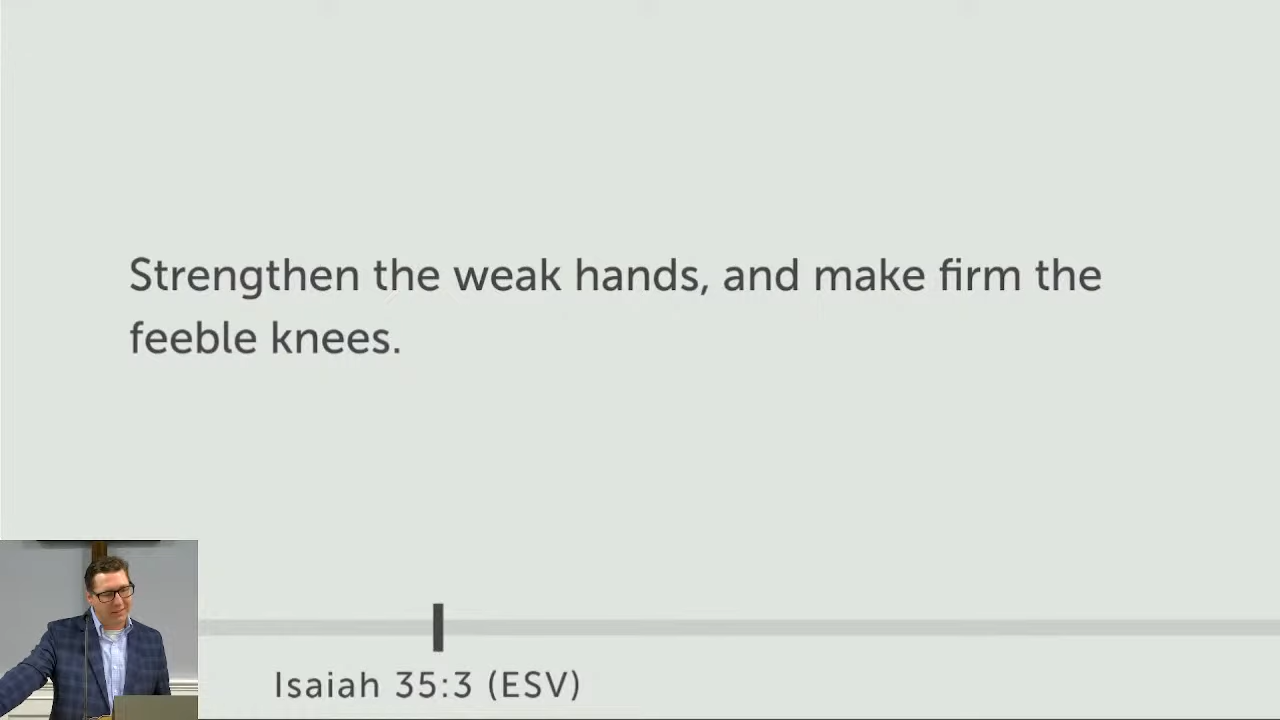 Strengthen the weak hands, and make firm the
feeble knees.
Isaiah 35:3 (ESV)